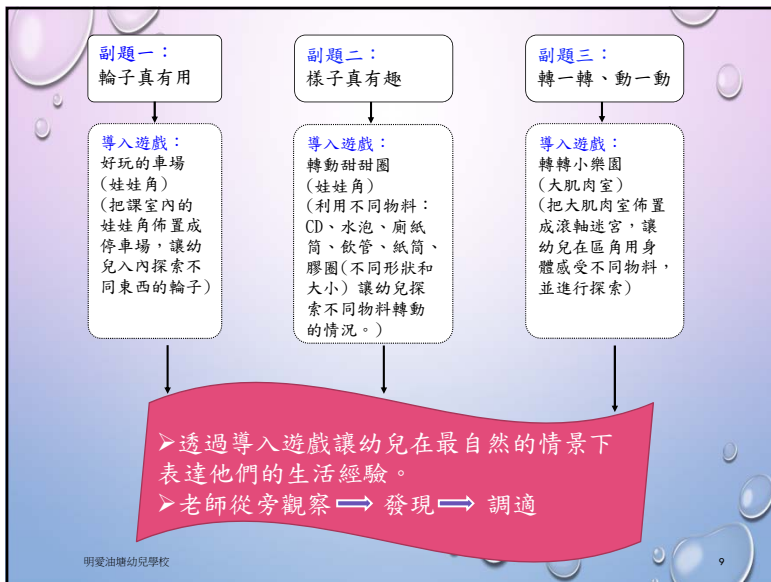 副題一：
輪子真有用
副題二：
樣子真有趣
副題三：
轉一轉、動一動
導入遊戲：
好玩的車場
(娃娃角)
(把課室內的
娃娃角佈置成
停車場，讓幼
兒入內探索不
同東西的輪子)
導入遊戲：
轉動甜甜圈
(娃娃角)
(利用不同物料：
CD、水泡、廁紙
筒、飲管、紙筒、
膠圈(不同形狀和
大小) 讓幼兒探
索不同物料轉動
的情況。)
導入遊戲：
轉轉小樂園
(大肌肉室)
(把大肌肉室佈置
成滾軸迷宮，讓
幼兒在區角用身
體感受不同物料，
並進行探索)
➢透過導入遊戲讓幼兒在最自然的情景下
表達他們的生活經驗。
➢老師從旁觀察 ⟹ 發現 ⟹ 調適
明愛油塘幼兒學校
9